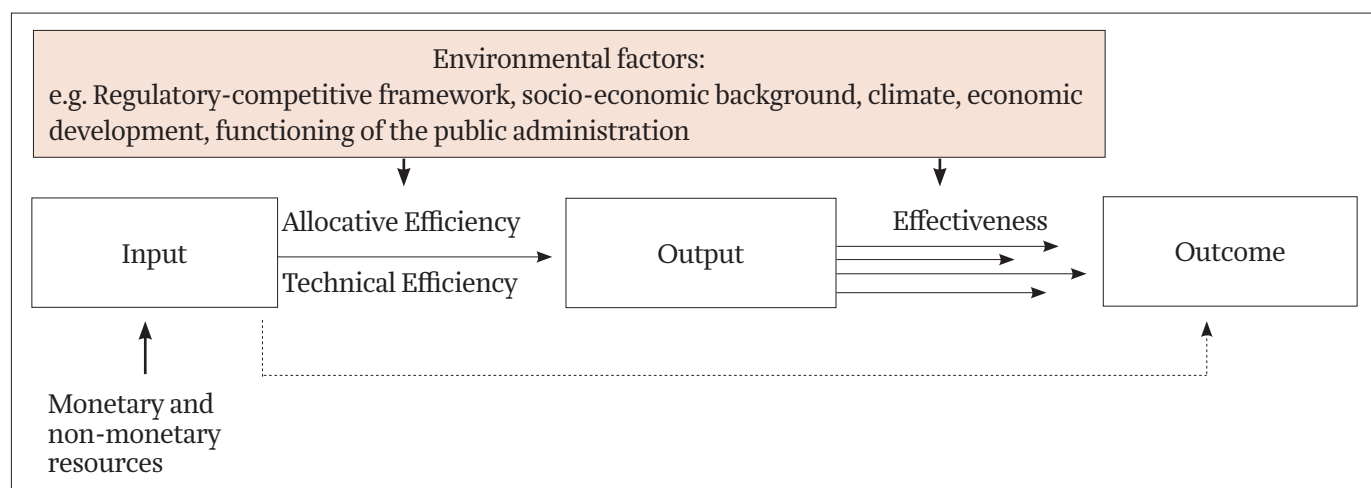 Environmental factors:
e.g. Regulatory-competitive framework, socio-economic background, climate, economic
development, functioning of the public administration
Input
Allocative Efficiency
Technical Efficiency
Output
Effectiveness
Outcome
Monetary and
non-monetary
resources